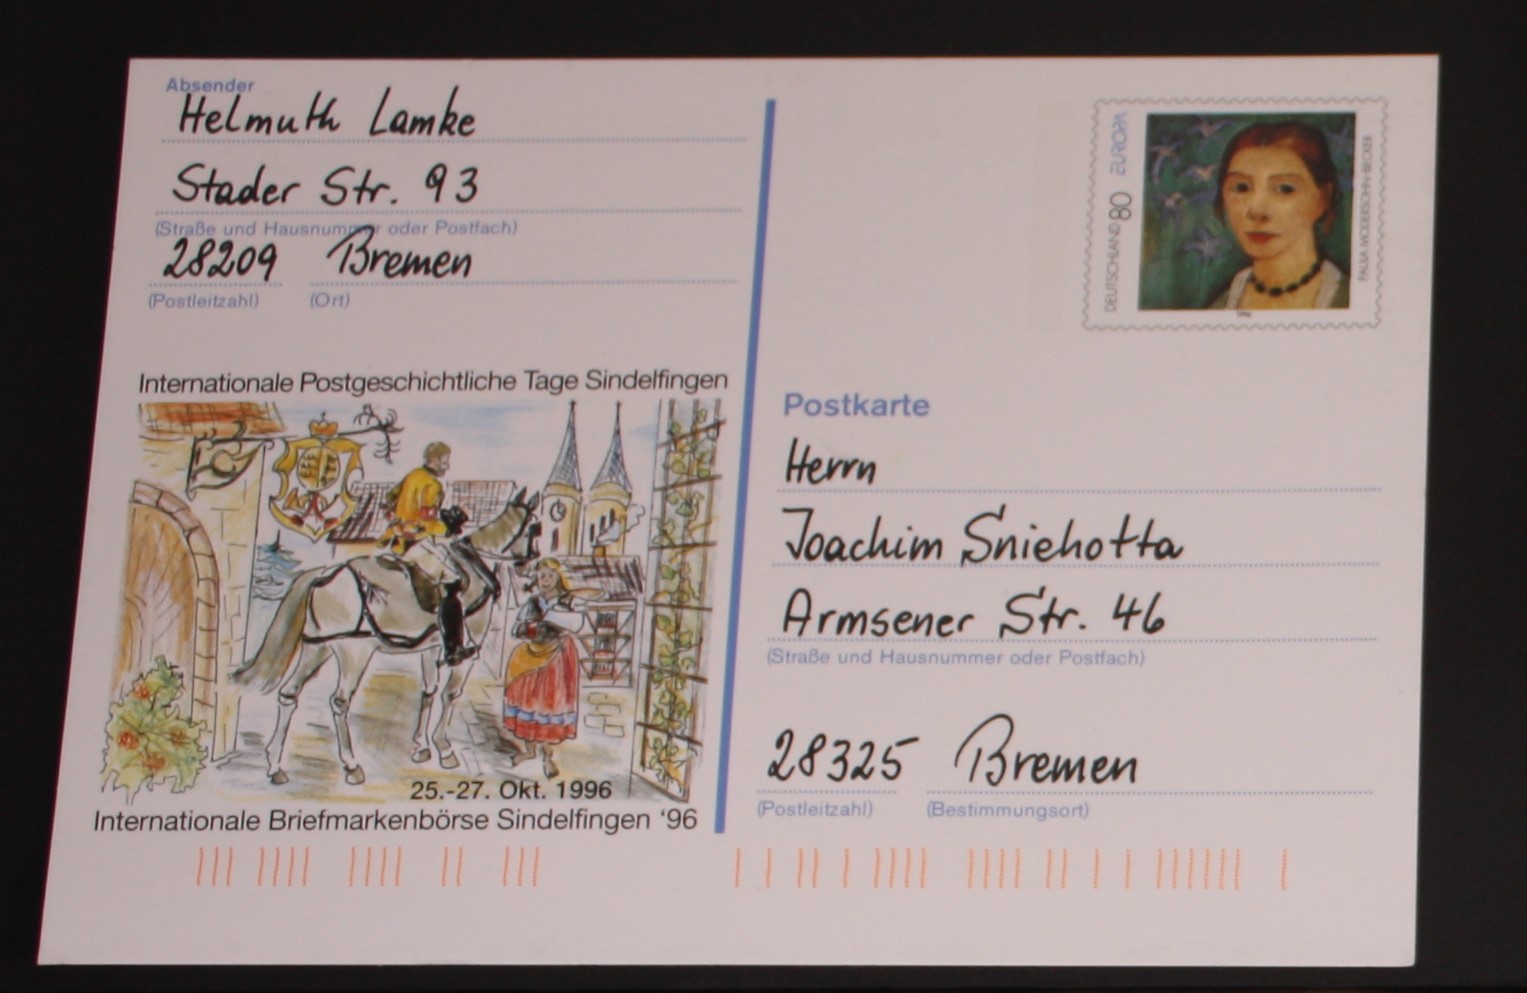 Absender
Helmuth Lamke
Stader Str. 93
(Straße und Hausnummer oder Postfach)
28209 Bremen
(Postleitzahl) (Ort)
Internationale Postgeschichtliche Tage Sindelfingen
25.-27. Okt. 1996
Internationale Briefmarkenbörse Sindelfingen '96
DEUTSCHLAND 80 EUROPA
PAULA MODERSOHN-BECKER
1996
Postkarte
Herrn
Joachim Sniehotta
Armsener Str. 46
(Straße und Hausnummer oder Postfach)
28325 Bremen
(Postleitzahl) (Bestimmungsort)